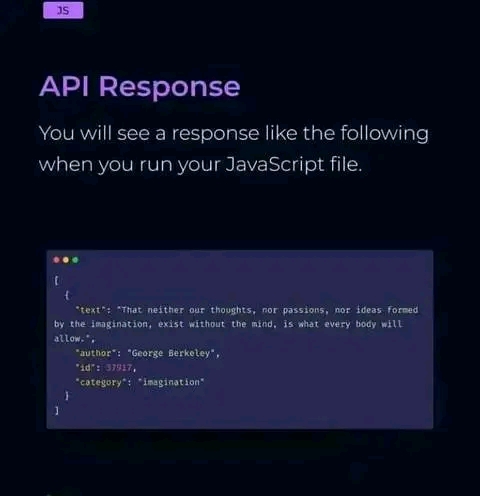 JS
API Response
You will see a response like the following
when you run your JavaScript file.
[
{
"text": "That neither our thoughts, nor passions, nor ideas formed
by the imagination, exist without the mind, is what every body will
allow.",
"author": "George Berkeley",
"id": 37917,
"category": "imagination"
}
]